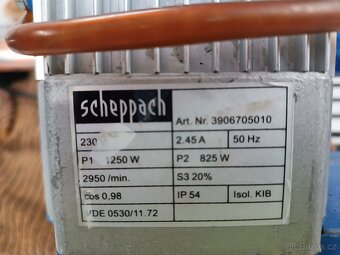 scheppach
Art. Nr. 3906705010
230 2.45 A 50 Hz
P1 1250 W P2 825 W
2950 /min. S3 20%
cos 0,98 IP 54 Isol. KIB
VDE 0530/11.72